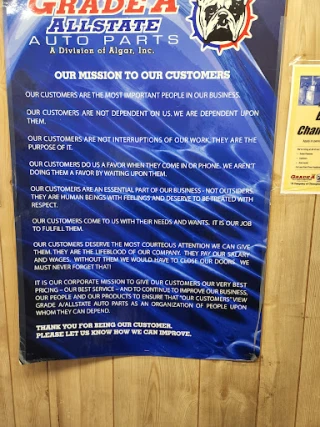 GRADE A
ALLSTATE
AUTO PARTS
A Division of Algar, Inc.
OUR MISSION TO OUR CUSTOMERS
OUR CUSTOMERS ARE THE MOST IMPORTANT PEOPLE IN OUR BUSINESS.
OUR CUSTOMERS ARE NOT DEPENDENT ON US. WE ARE DEPENDENT UPON
THEM.
OUR CUSTOMERS ARE NOT INTERRUPTIONS OF OUR WORK, THEY ARE THE
PURPOSE OF IT.
OUR CUSTOMERS DO US A FAVOR WHEN THEY COME IN OR PHONE. WE AREN'T
DOING THEM A FAVOR BY WAITING UPON THEM.
OUR CUSTOMERS ARE AN ESSENTIAL PART OF OUR BUSINESS - NOT OUTSIDERS.
THEY ARE HUMAN BEINGS WITH FEELINGS AND DESERVE TO BE TREATED WITH
RESPECT.
OUR CUSTOMERS COME TO US WITH THEIR NEEDS AND WANTS. IT IS OUR JOB
TO FULFILL THEM.
OUR CUSTOMERS DESERVE THE MOST COURTEOUS ATTENTION WE CAN GIVE
THEM. THEY ARE THE LIFEBLOOD OF OUR COMPANY. THEY PAY OUR SALARY
AND WAGES. WITHOUT THEM WE WOULD HAVE TO CLOSE OUR DOORS. WE
MUST NEVER FORGET THAT!
IT IS OUR CORPORATE MISSION TO GIVE OUR CUSTOMERS OUR VERY BEST
PRICING - OUR BEST SERVICE - AND TO CONTINUE TO IMPROVE OUR BUSINESS,
OUR PEOPLE AND OUR PRODUCTS TO ENSURE THAT "OUR CUSTOMERS" VIEW
GRADE A/ALLSTATE AUTO PARTS AS AN ORGANIZATION OF PEOPLE UPON
WHOM THEY CAN DEPEND.
THANK YOU FOR BEING OUR CUSTOMER.
PLEASE LET US KNOW HOW WE CAN IMPROVE.